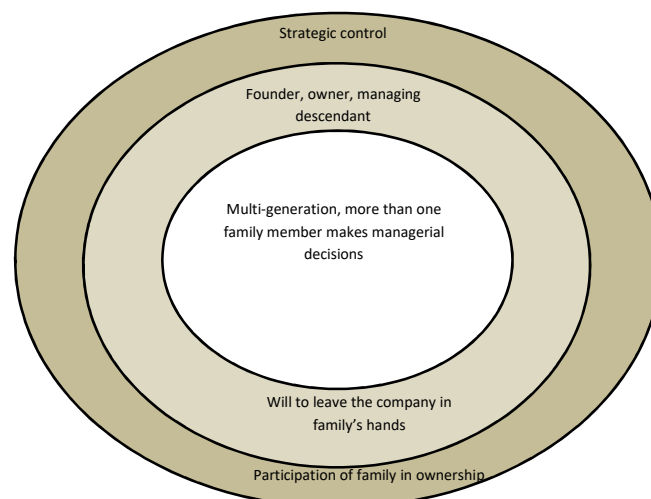 Strategic control
Founder, owner, managing
descendant
Multi-generation, more than one
family member makes managerial
decisions
Will to leave the company in
family’s hands
Participation of family in ownership